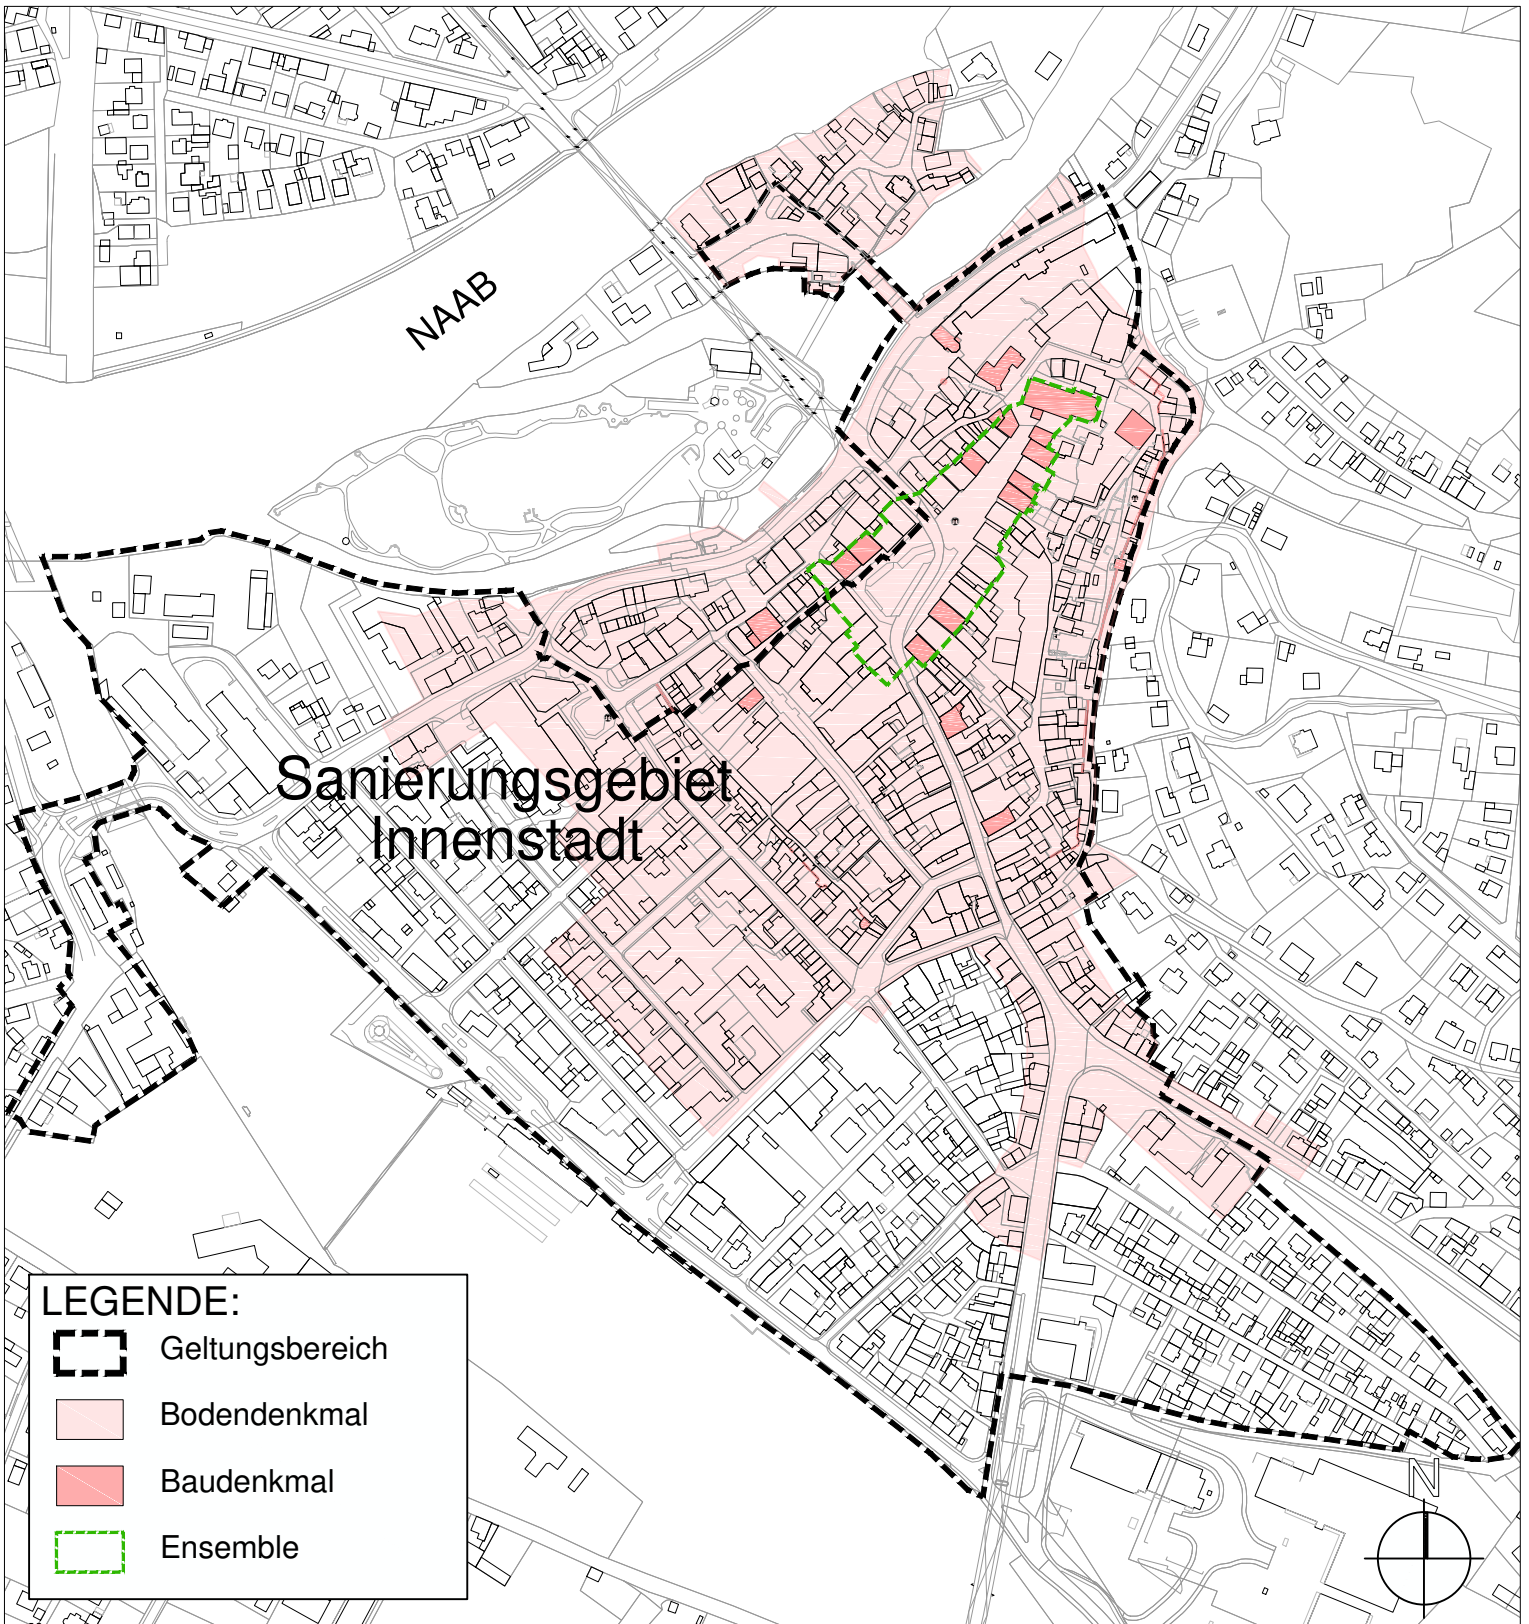 NAAB
Sanierungsgebiet
Innenstadt
LEGENDE:
Geltungsbereich
Bodendenkmal
Baudenkmal
Ensemble
N